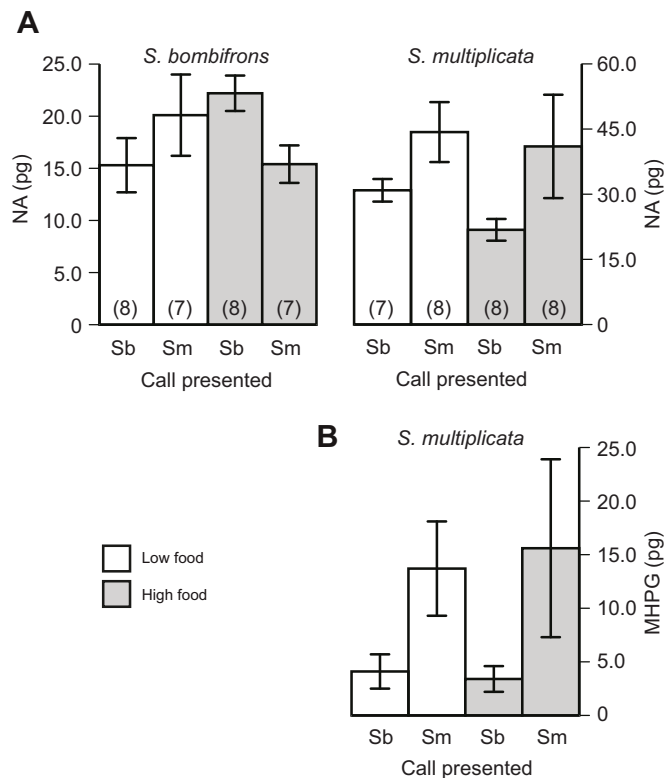 A
S. bombifrons
S. multiplicata
25.0
20.0
15.0
10.0
5.0
0
NA (pg)
(8) (7) (8) (7)
Sb Sm Sb Sm
Call presented
60.0
45.0
30.0
15.0
0
NA (pg)
(7) (8) (8) (8)
Sb Sm Sb Sm
Call presented
B
S. multiplicata
25.0
20.0
15.0
10.0
5.0
0
MHPG (pg)
Sb Sm Sb Sm
Call presented
Low food
High food